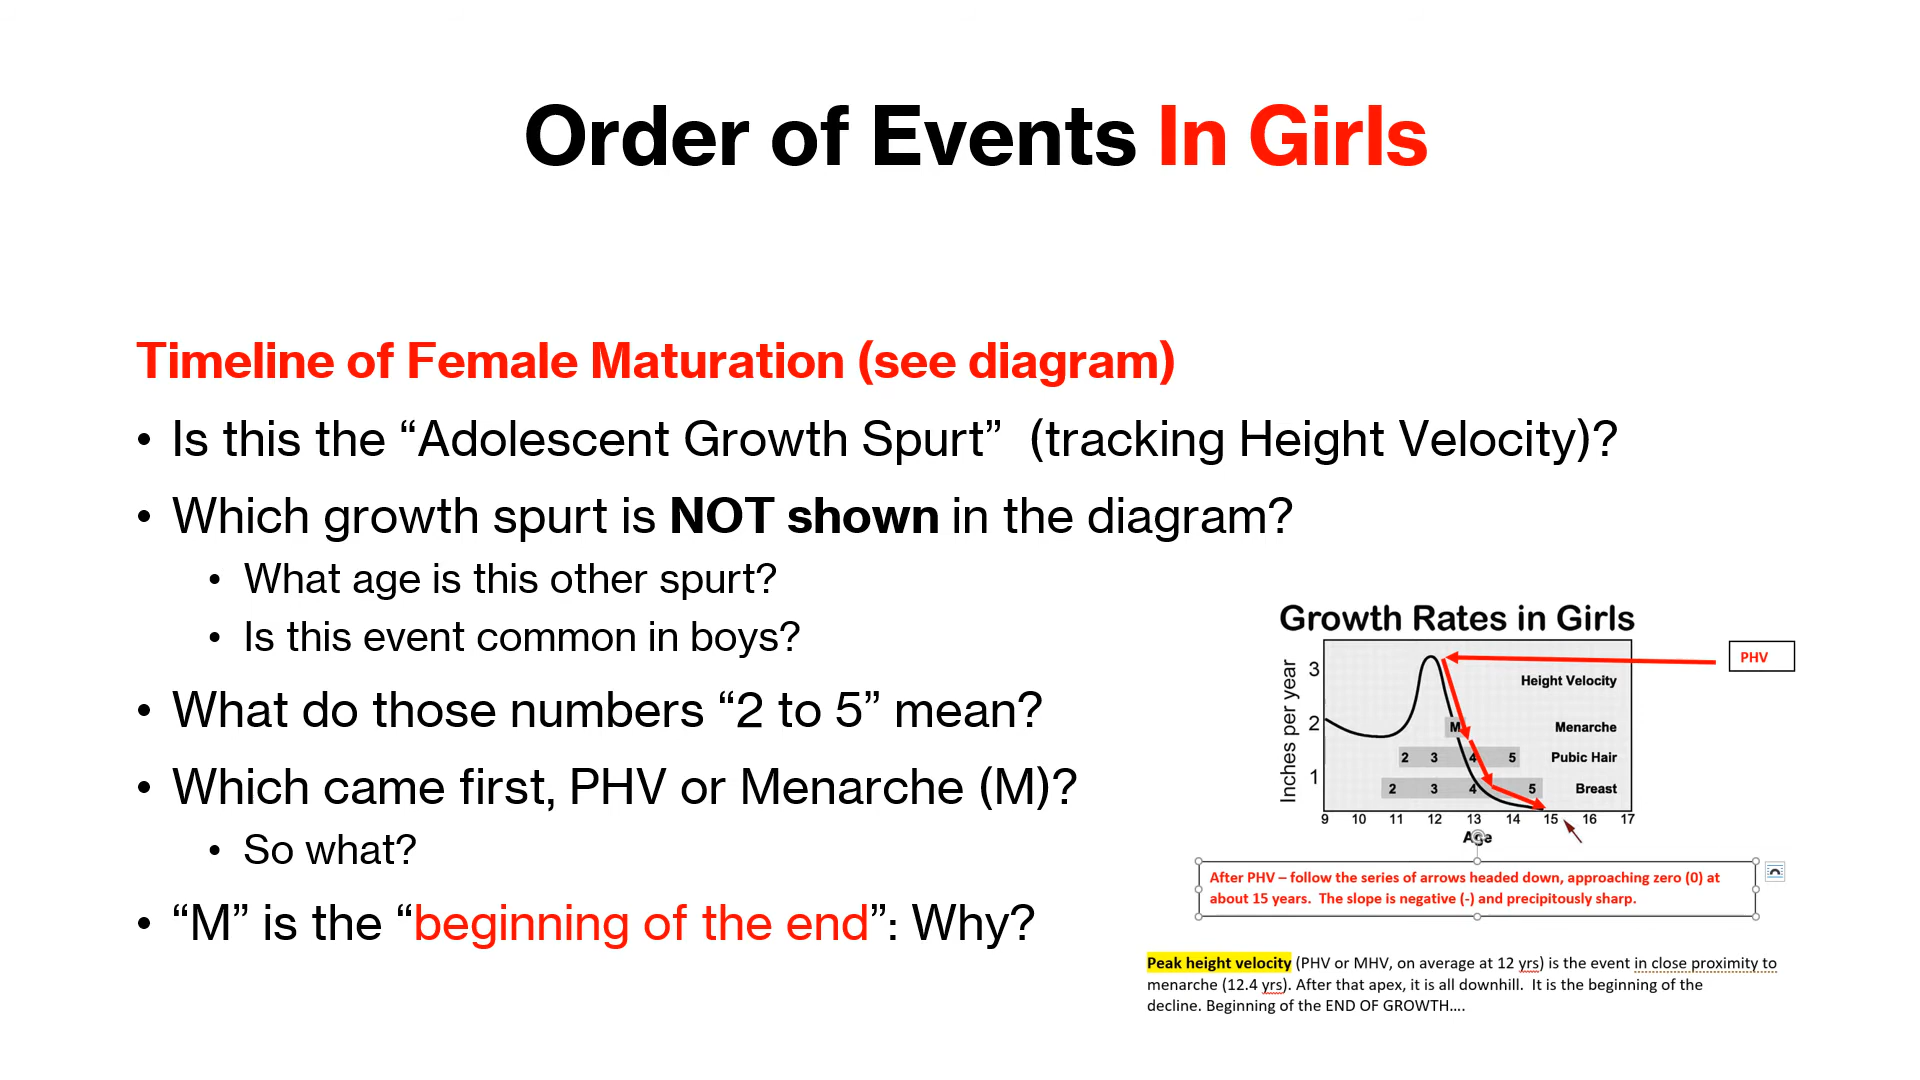 Order of Events In Girls
Timeline of Female Maturation (see diagram)
• Is this the “Adolescent Growth Spurt”  (tracking Height Velocity)?
• Which growth spurt is NOT shown in the diagram?
• What age is this other spurt?
• Is this event common in boys?
• What do those numbers “2 to 5” mean?
• Which came first, PHV or Menarche (M)?
• So what?
• “M” is the “beginning of the end”: Why?
Growth Rates in Girls
PHV
Inches per year
3
2
1
Height Velocity
M Menarche
2 3 4 5 Pubic Hair
2 3 4 5 Breast
9 10 11 12 13 14 15 16 17
Age
After PHV – follow the series of arrows headed down, approaching zero (0) at
about 15 years.  The slope is negative (-) and precipitously sharp.
Peak height velocity (PHV or MHV, on average at 12 yrs) is the event in close proximity to
menarche (12.4 yrs). After that apex, it is all downhill.  It is the beginning of the
decline. Beginning of the END OF GROWTH….